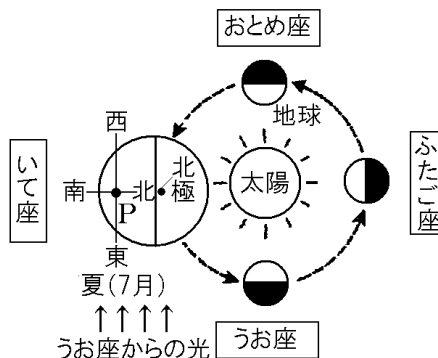 おとめ座
地球
西
いて座
南
北
北極
P
太陽
ふたご座
東
夏(7月)
↑ ↑ ↑ ↑
うお座からの光
うお座